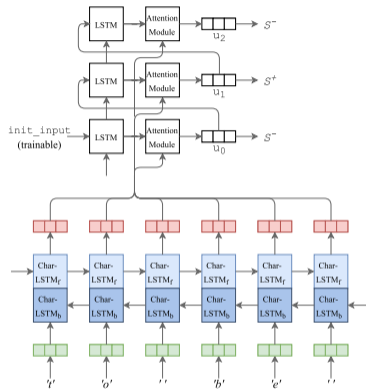 LSTM Attention Module u2 S⁻
LSTM Attention Module u1 S⁺
init_input (trainable) LSTM Attention Module u0 S⁻
Char-LSTMf Char-LSTMf Char-LSTMf Char-LSTMf Char-LSTMf Char-LSTMf
Char-LSTMb Char-LSTMb Char-LSTMb Char-LSTMb Char-LSTMb Char-LSTMb
't' 'o' ' ' 'b' 'e' ' '